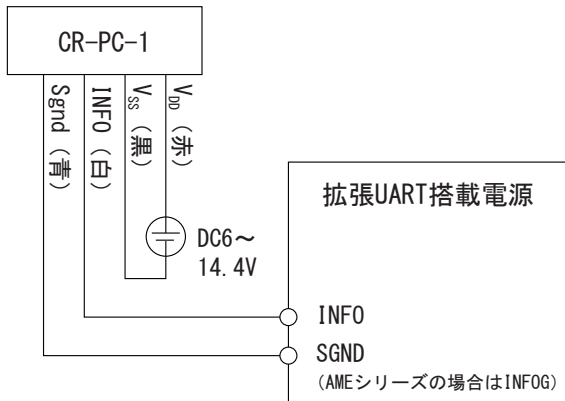 CR-PC-1
Sgnd (青)
INFO (白)
VSS (黒)
VDD (赤)
DC6～
14.4V
拡張UART搭載電源
INFO
SGND
(AMEシリーズの場合はINFOG)